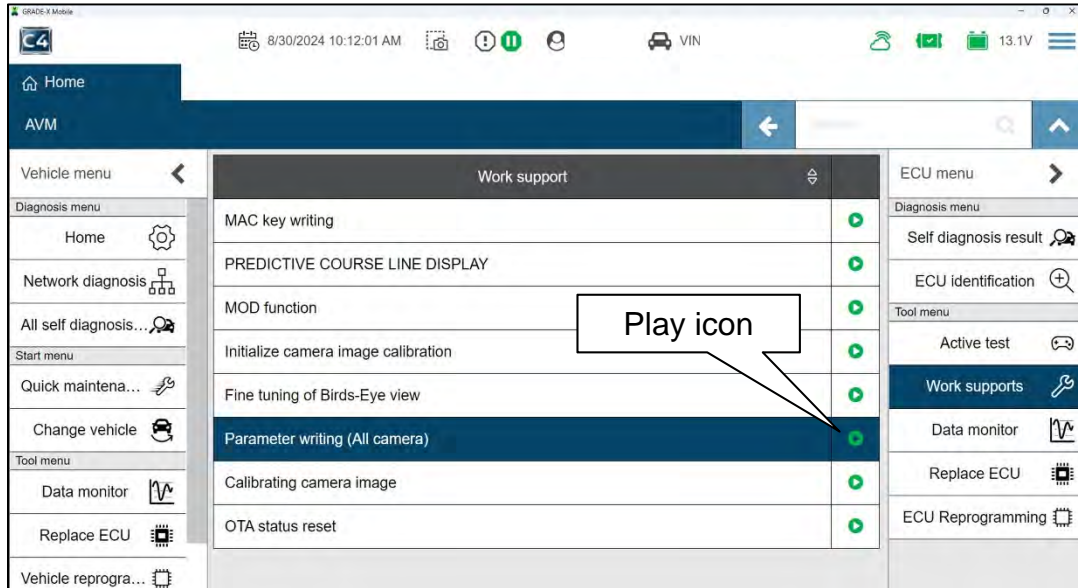 GRADE-X Mobile
C4
8/30/2024 10:12:01 AM
VIN
13.1V
Home
AVM
Vehicle menu
Diagnosis menu
Home
Network diagnosis
All self diagnosis...
Start menu
Quick maintena...
Change vehicle
Tool menu
Data monitor
Replace ECU
Vehicle reprogra...
Work support
MAC key writing
PREDICTIVE COURSE LINE DISPLAY
MOD function
Initialize camera image calibration
Fine tuning of Birds-Eye view
Parameter writing (All camera)
Calibrating camera image
OTA status reset
Play icon
ECU menu
Diagnosis menu
Self diagnosis result
ECU identification
Tool menu
Active test
Work supports
Data monitor
Replace ECU
ECU Reprogramming